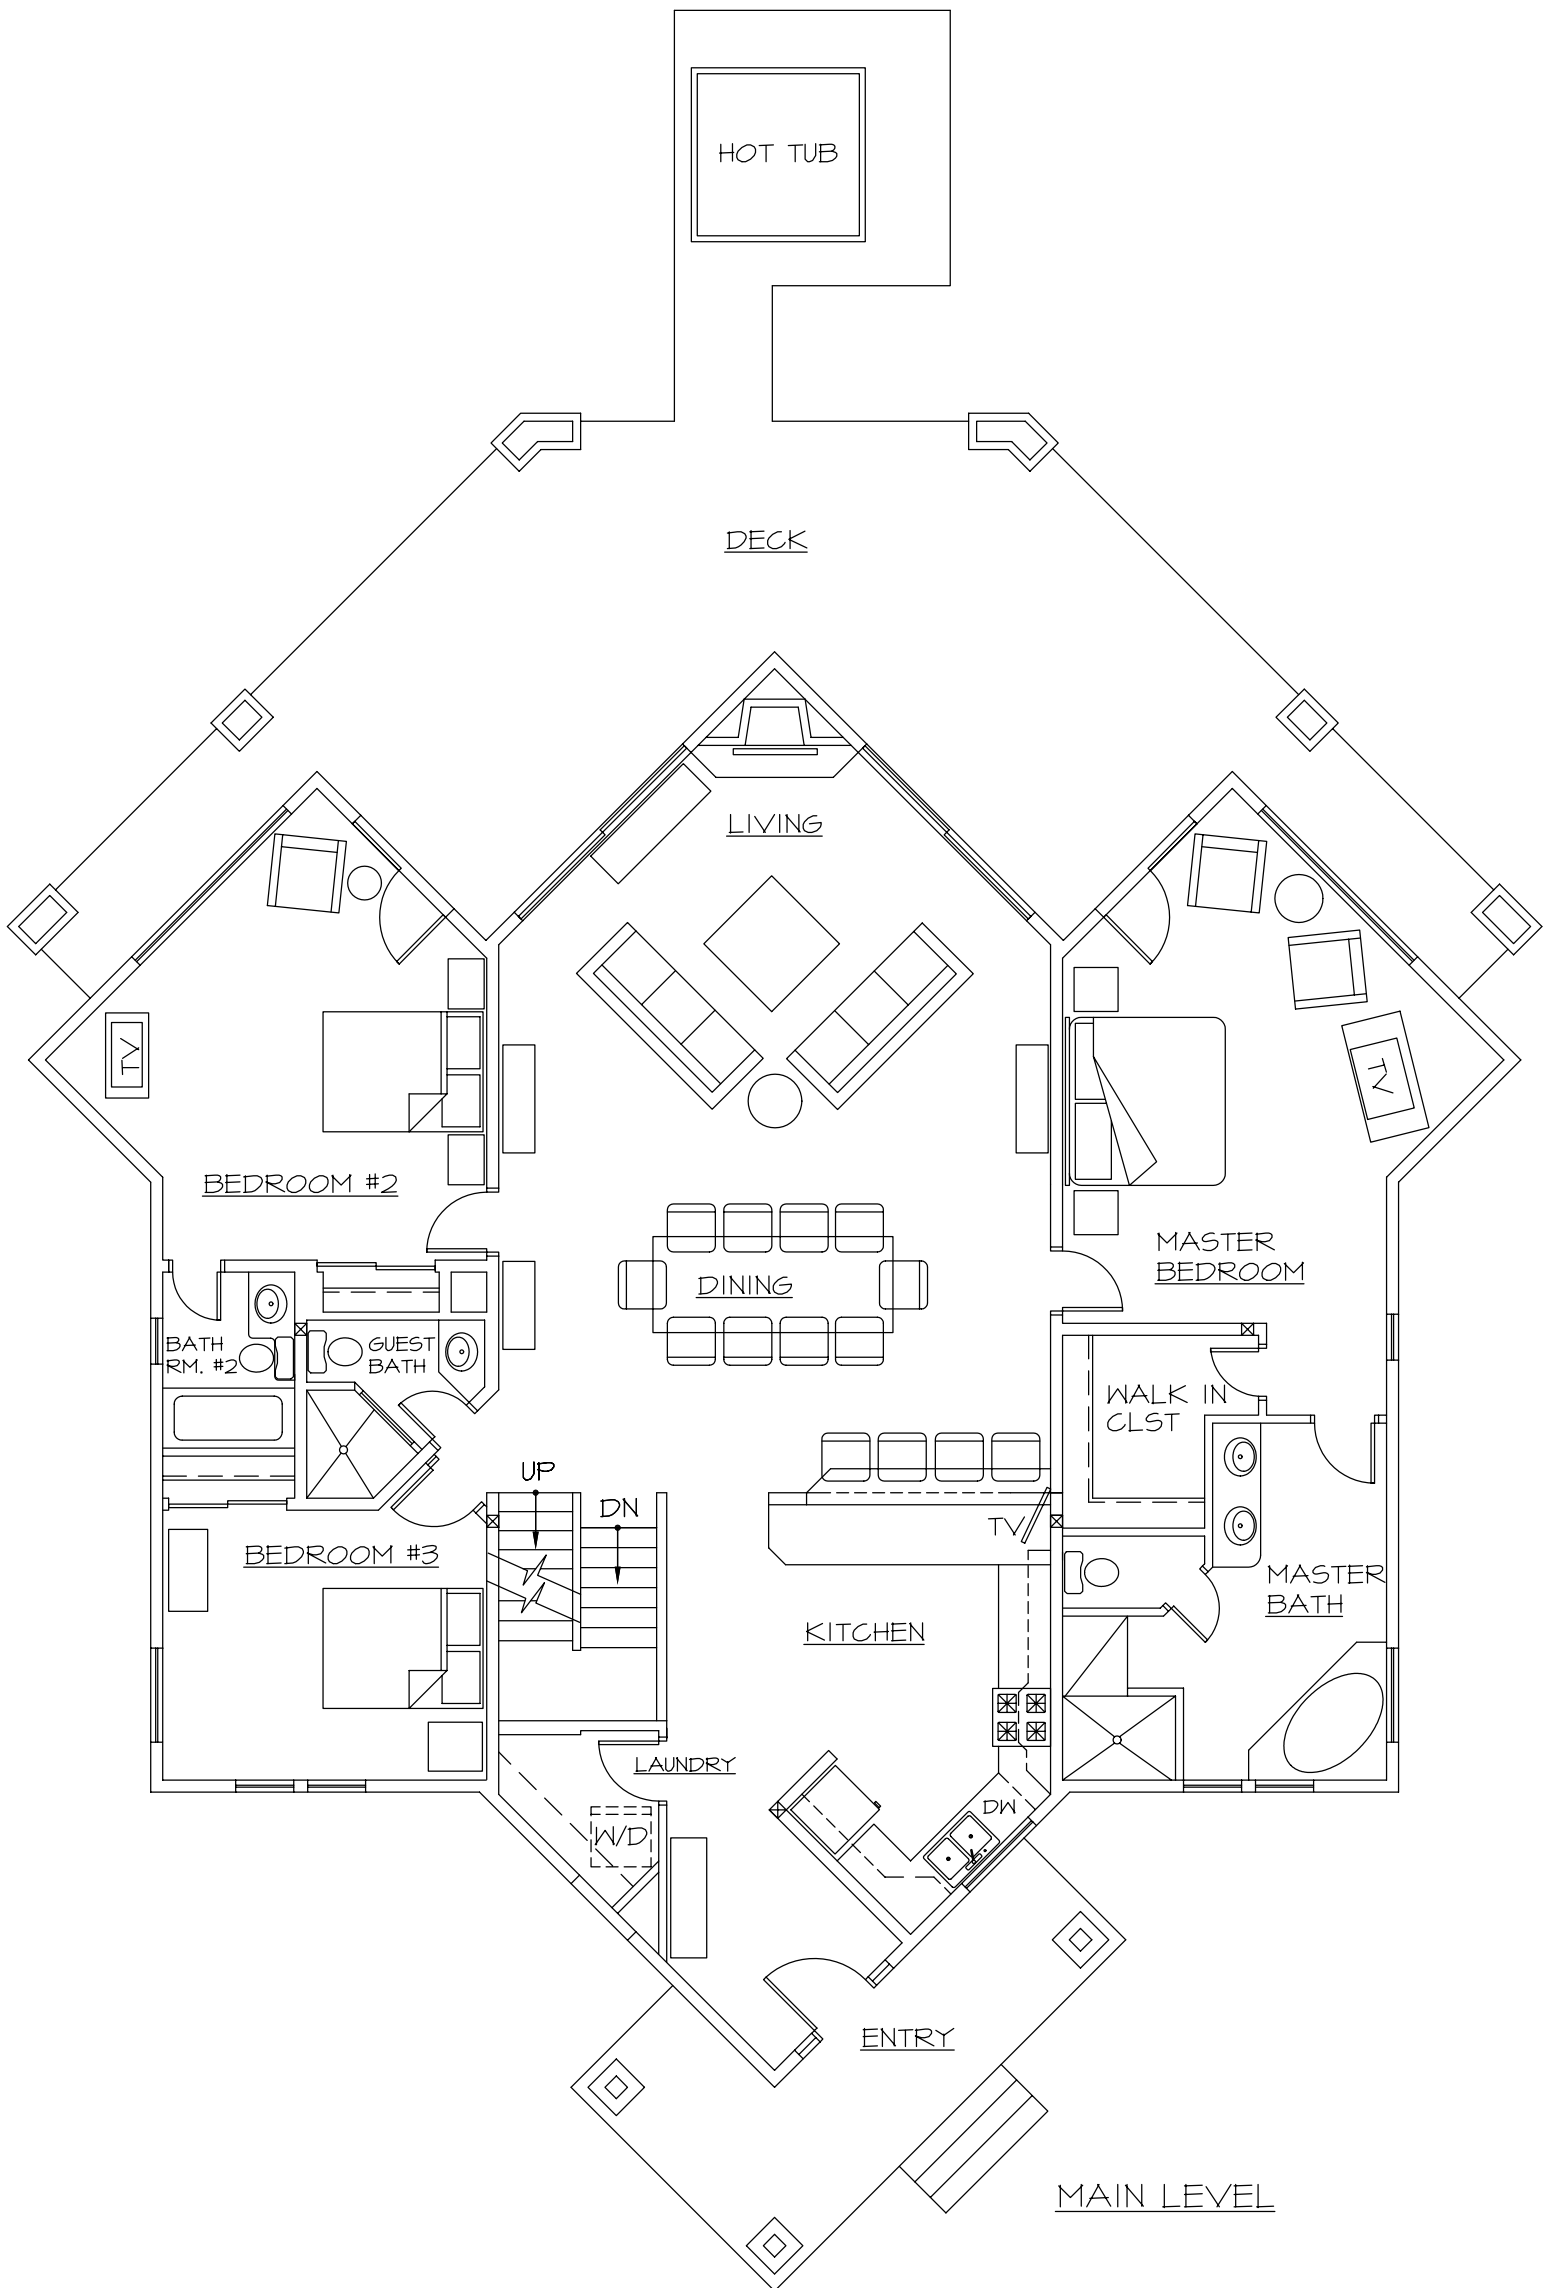 HOT TUB
DECK
LIVING
TV
TV
BEDROOM #2
DINING
MASTER
BEDROOM
BATH
RM. #2
GUEST
BATH
WALK IN
CLST
UP
DN
TV
BEDROOM #3
KITCHEN
MASTER
BATH
LAUNDRY
W/D
DW
ENTRY
MAIN LEVEL